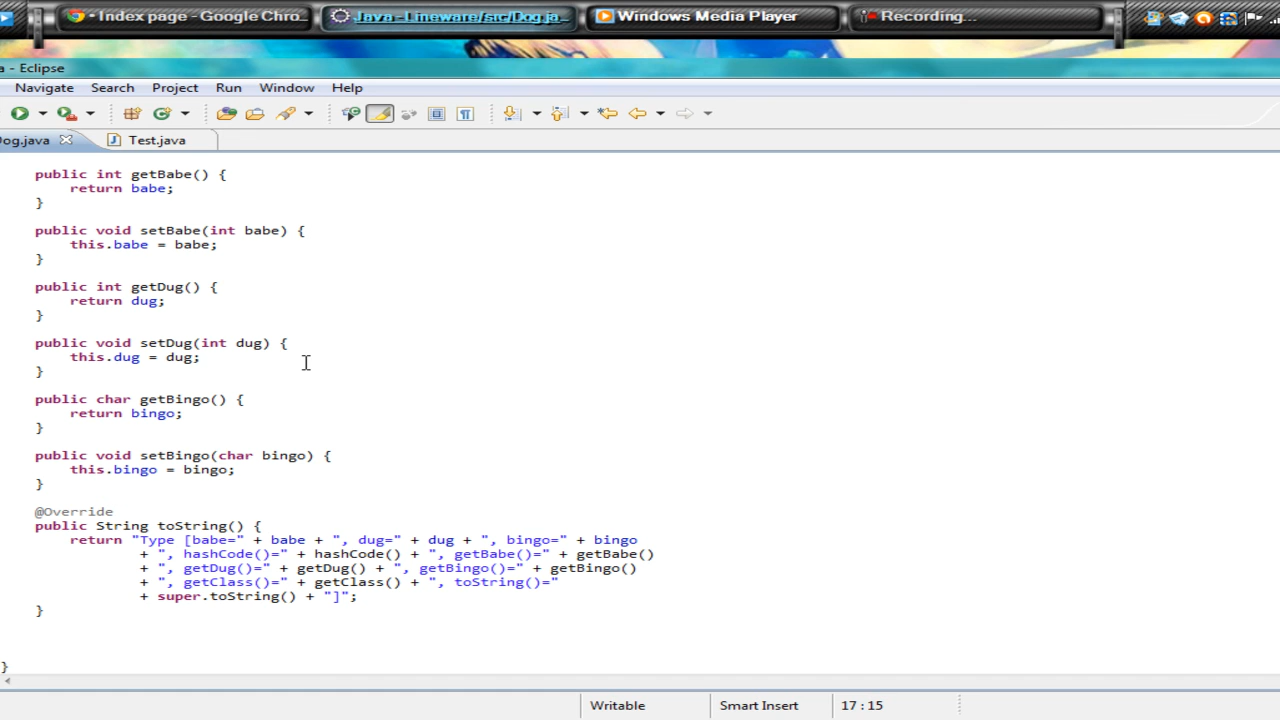 • Index page - Google Chro...
Java - Lineware/src/Dog.ja...
Windows Media Player
Recording...
a - Eclipse
Navigate Search Project Run Window Help
Dog.java Test.java
public int getBabe() {
return babe;
}
public void setBabe(int babe) {
this.babe = babe;
}
public int getDug() {
return dug;
}
public void setDug(int dug) {
this.dug = dug;
}
public char getBingo() {
return bingo;
}
public void setBingo(char bingo) {
this.bingo = bingo;
}
@Override
public String toString() {
return "Type [babe=" + babe + ", dug=" + dug + ", bingo=" + bingo
+ ", hashCode()=" + hashCode() + ", getBabe()=" + getBabe()
+ ", getDug()=" + getDug() + ", getBingo()=" + getBingo()
+ ", getClass()=" + getClass() + ", toString()="
+ super.toString() + "]";
}
}
Writable Smart Insert 17 : 15